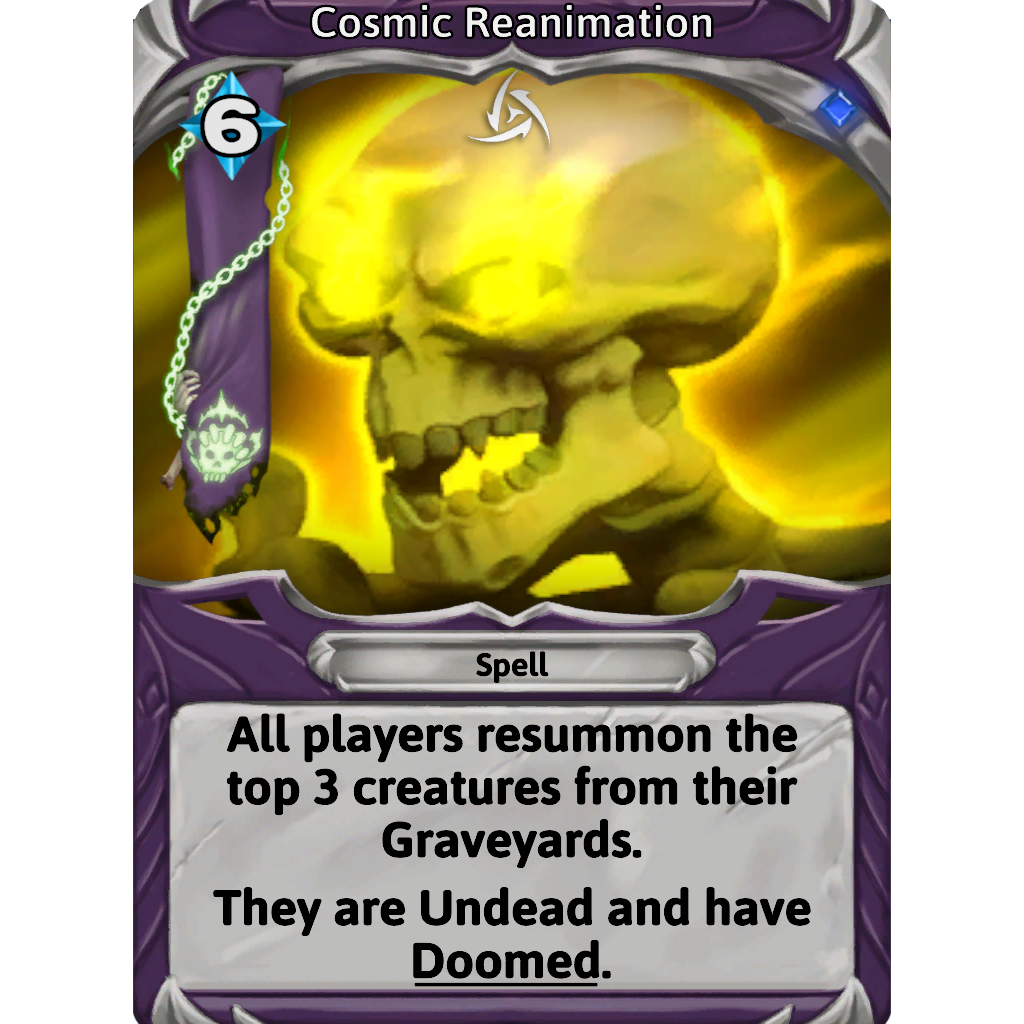 Cosmic Reanimation
6
Spell
All players resummon the
top 3 creatures from their
Graveyards.
They are Undead and have
Doomed.